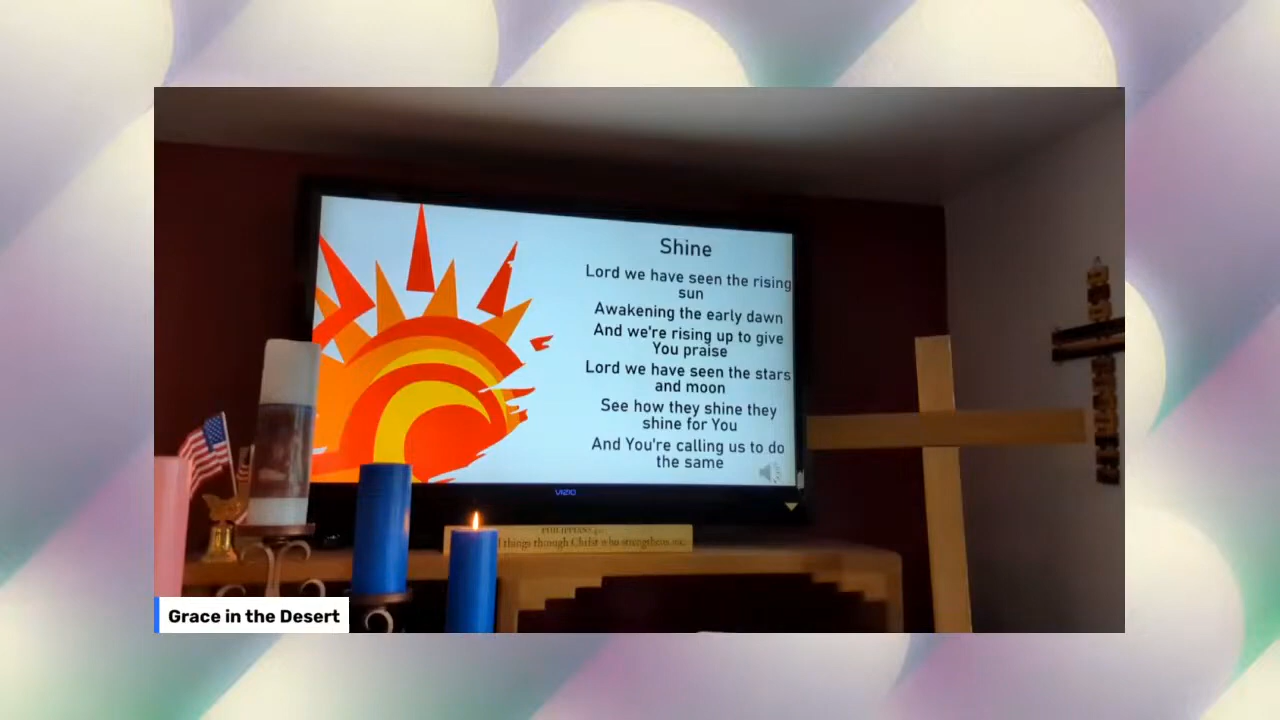 Shine
Lord we have seen the rising
sun
Awakening the early dawn
And we're rising up to give
You praise
Lord we have seen the stars
and moon
See how they shine they
shine for You
And You're calling us to do
the same
VIZIO
PHILIPPIANS
things through Christ who strengthens me
Grace in the Desert